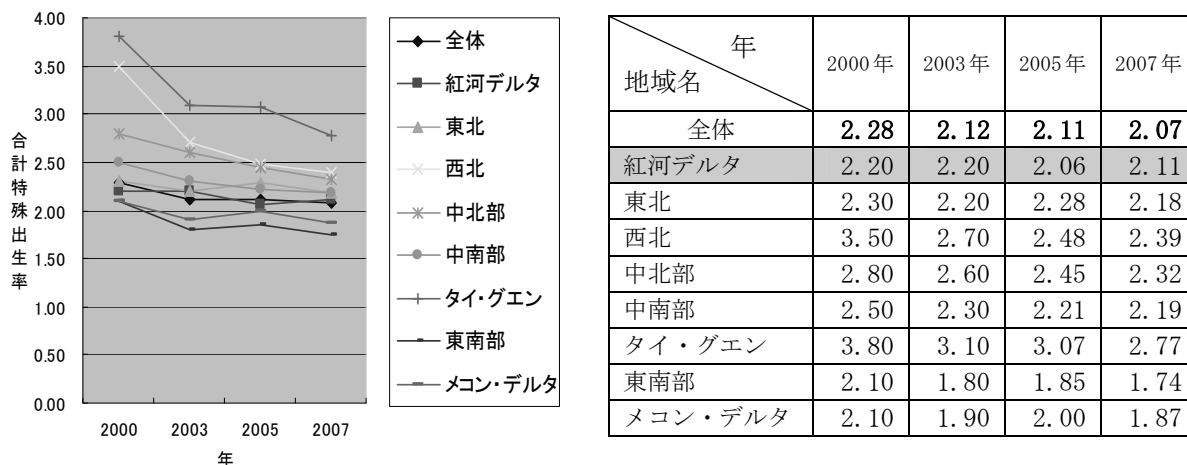 4.00
3.50
3.00
2.50
2.00
1.50
1.00
0.50
0.00
合計特殊出生率
2000 2003 2005 2007
年
全体
紅河デルタ
東北
西北
中北部
中南部
タイ・グエン
東南部
メコン・デルタ
年
地域名
2000年 2003年 2005年 2007年
全体 2.28 2.12 2.11 2.07
紅河デルタ 2.20 2.20 2.06 2.11
東北 2.30 2.20 2.28 2.18
西北 3.50 2.70 2.48 2.39
中北部 2.80 2.60 2.45 2.32
中南部 2.50 2.30 2.21 2.19
タイ・グエン 3.80 3.10 3.07 2.77
東南部 2.10 1.80 1.85 1.74
メコン・デルタ 2.10 1.90 2.00 1.87